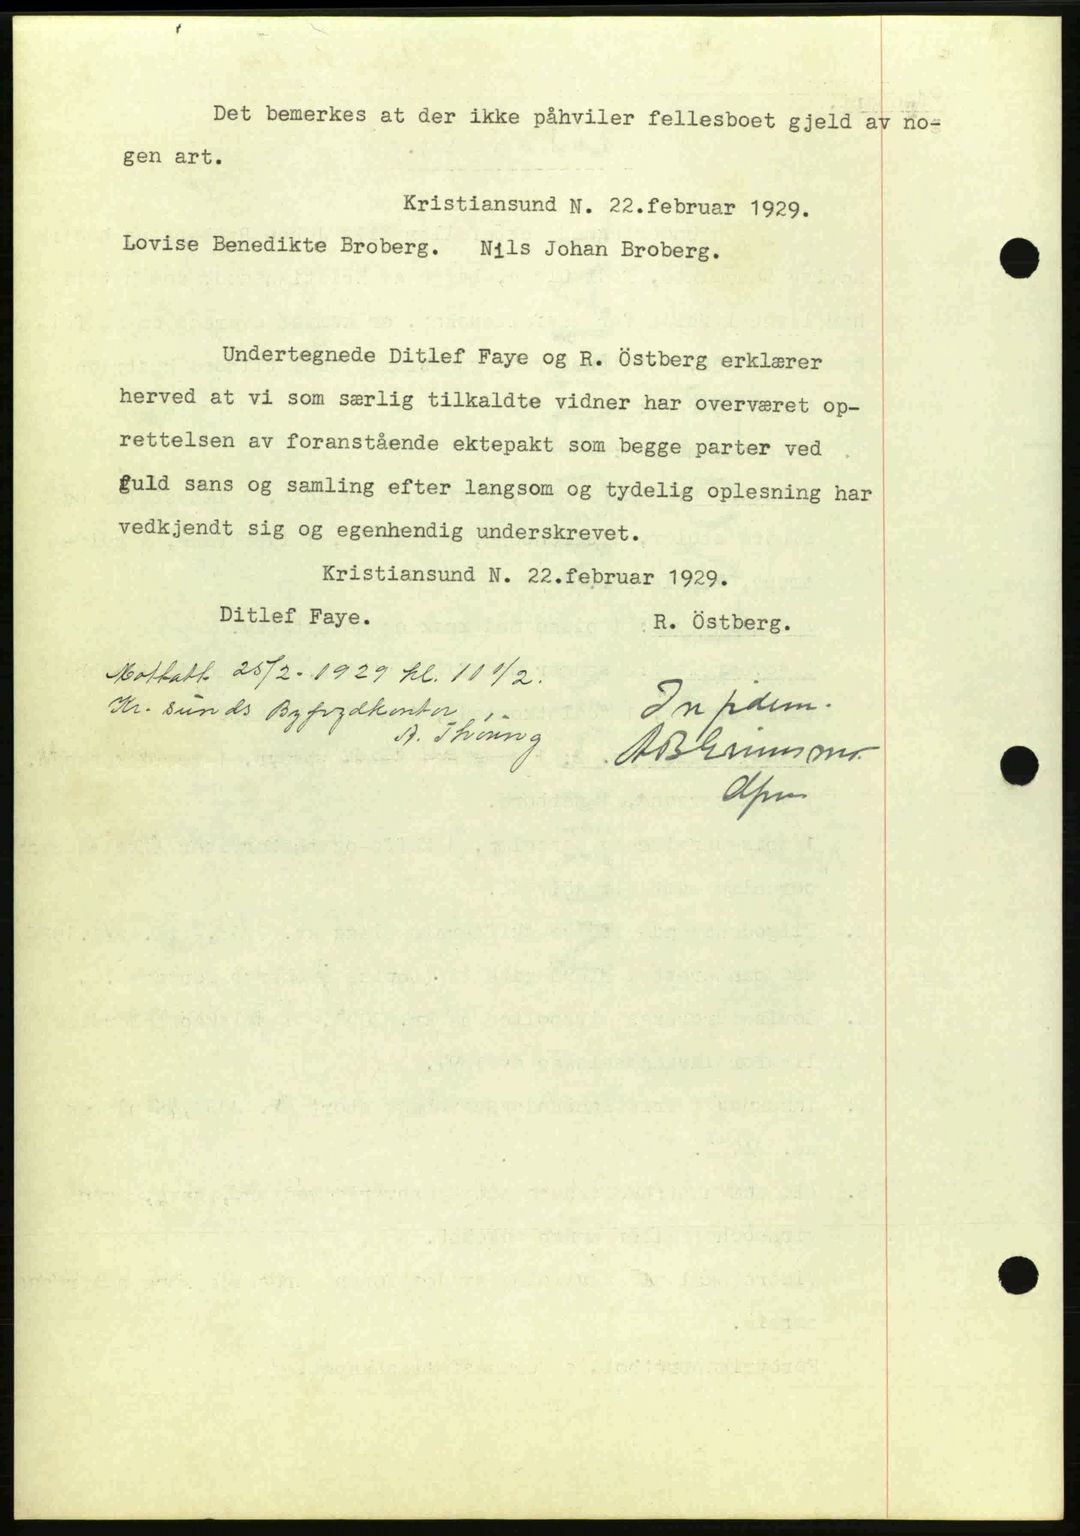 Det bemerkes at der ikke påhviler fellesboet gjeld av no-
gen art.
Kristiansund N. 22.februar 1929.
Lovise Benedikte Broberg. Nils Johan Broberg.
Undertegnede Ditlef Faye og R. Östberg erklærer
herved at vi som særlig tilkaldte vidner har overværet op-
rettelsen av foranstående ektepakt som begge parter ved
fuld sans og samling efter langsom og tydelig oplesning har
vedkjendt sig og egenhendig underskrevet.
Kristiansund N. 22.februar 1929.
Ditlef Faye. R. Östberg.
Mottatt 25/2-1929 kl. 11 1/2.
Kr.sunds Byfogdkontor
In fidem.